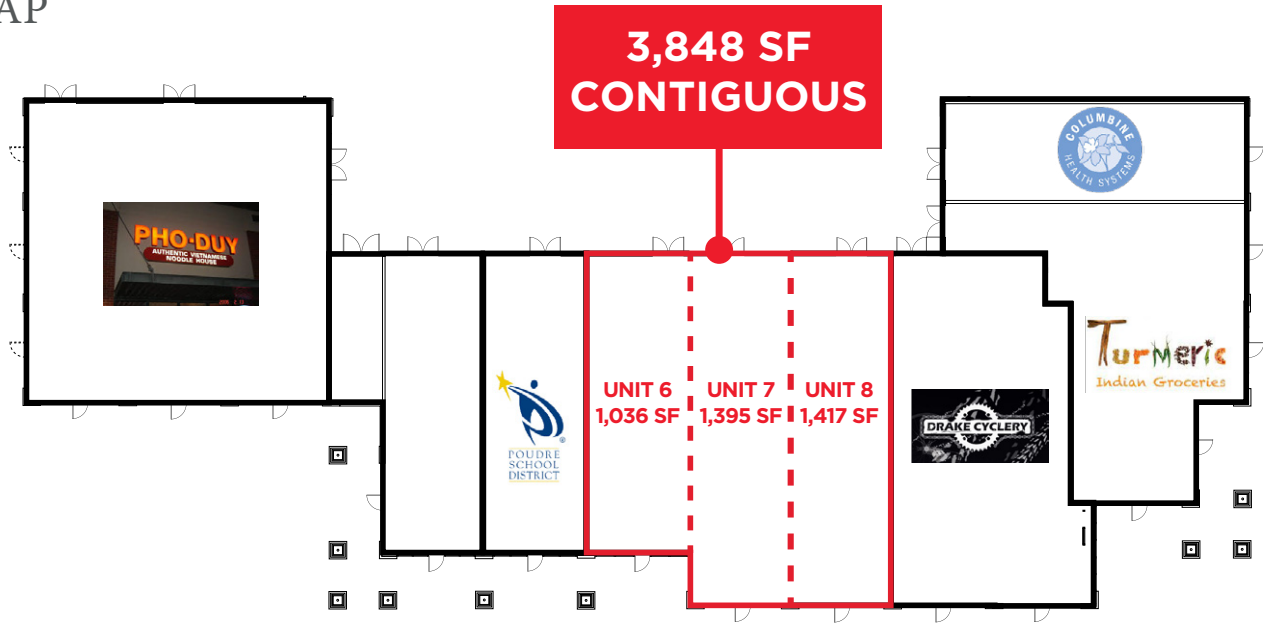 AP
3,848 SF
CONTIGUOUS
COLUMBINE
HEALTH SYSTEMS
PHO·DUY
AUTHENTIC VIETNAMESE
NOODLE HOUSE
Turmeric
Indian Groceries
UNIT 6
1,036 SF
UNIT 7
1,395 SF
UNIT 8
1,417 SF
DRAKE CYCLERY
POUDRE
SCHOOL
DISTRICT
®